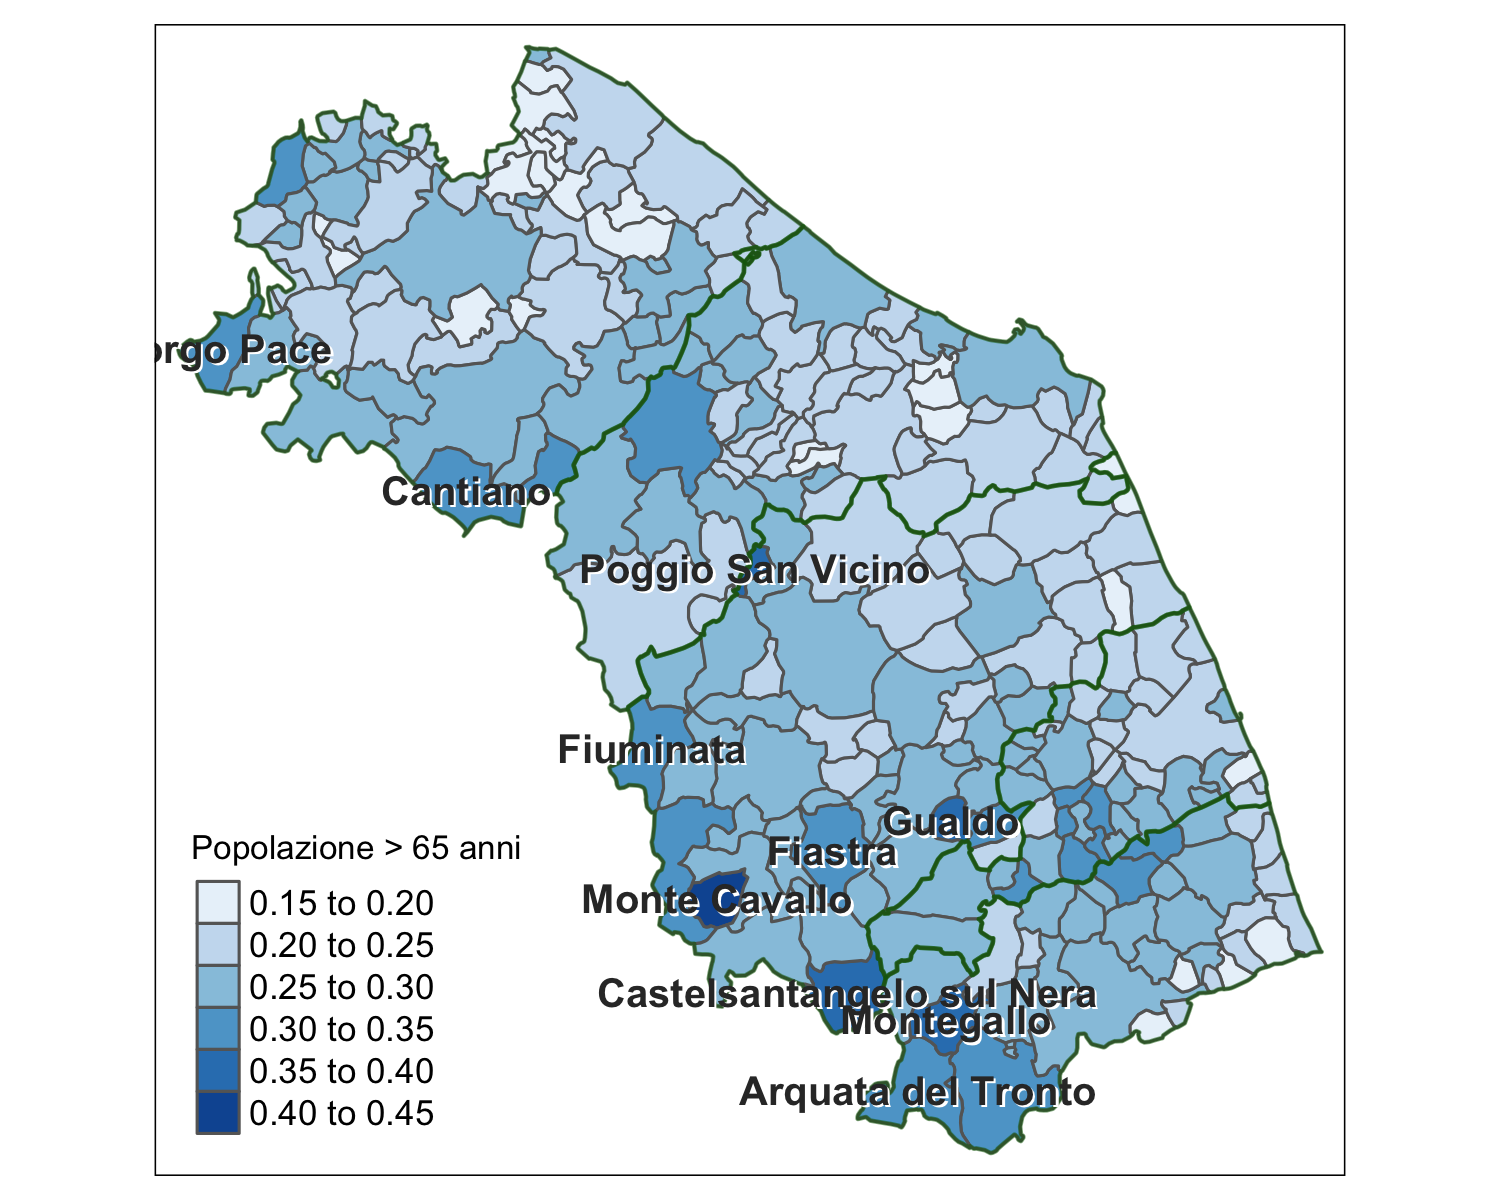 orgo Pace
Cantiano
Poggio San Vicino
Fiuminata
Gualdo
Fiastra
Monte Cavallo
Castelsantangelo sul Nera
Montegallo
Arquata del Tronto
Popolazione > 65 anni
0.15 to 0.20
0.20 to 0.25
0.25 to 0.30
0.30 to 0.35
0.35 to 0.40
0.40 to 0.45